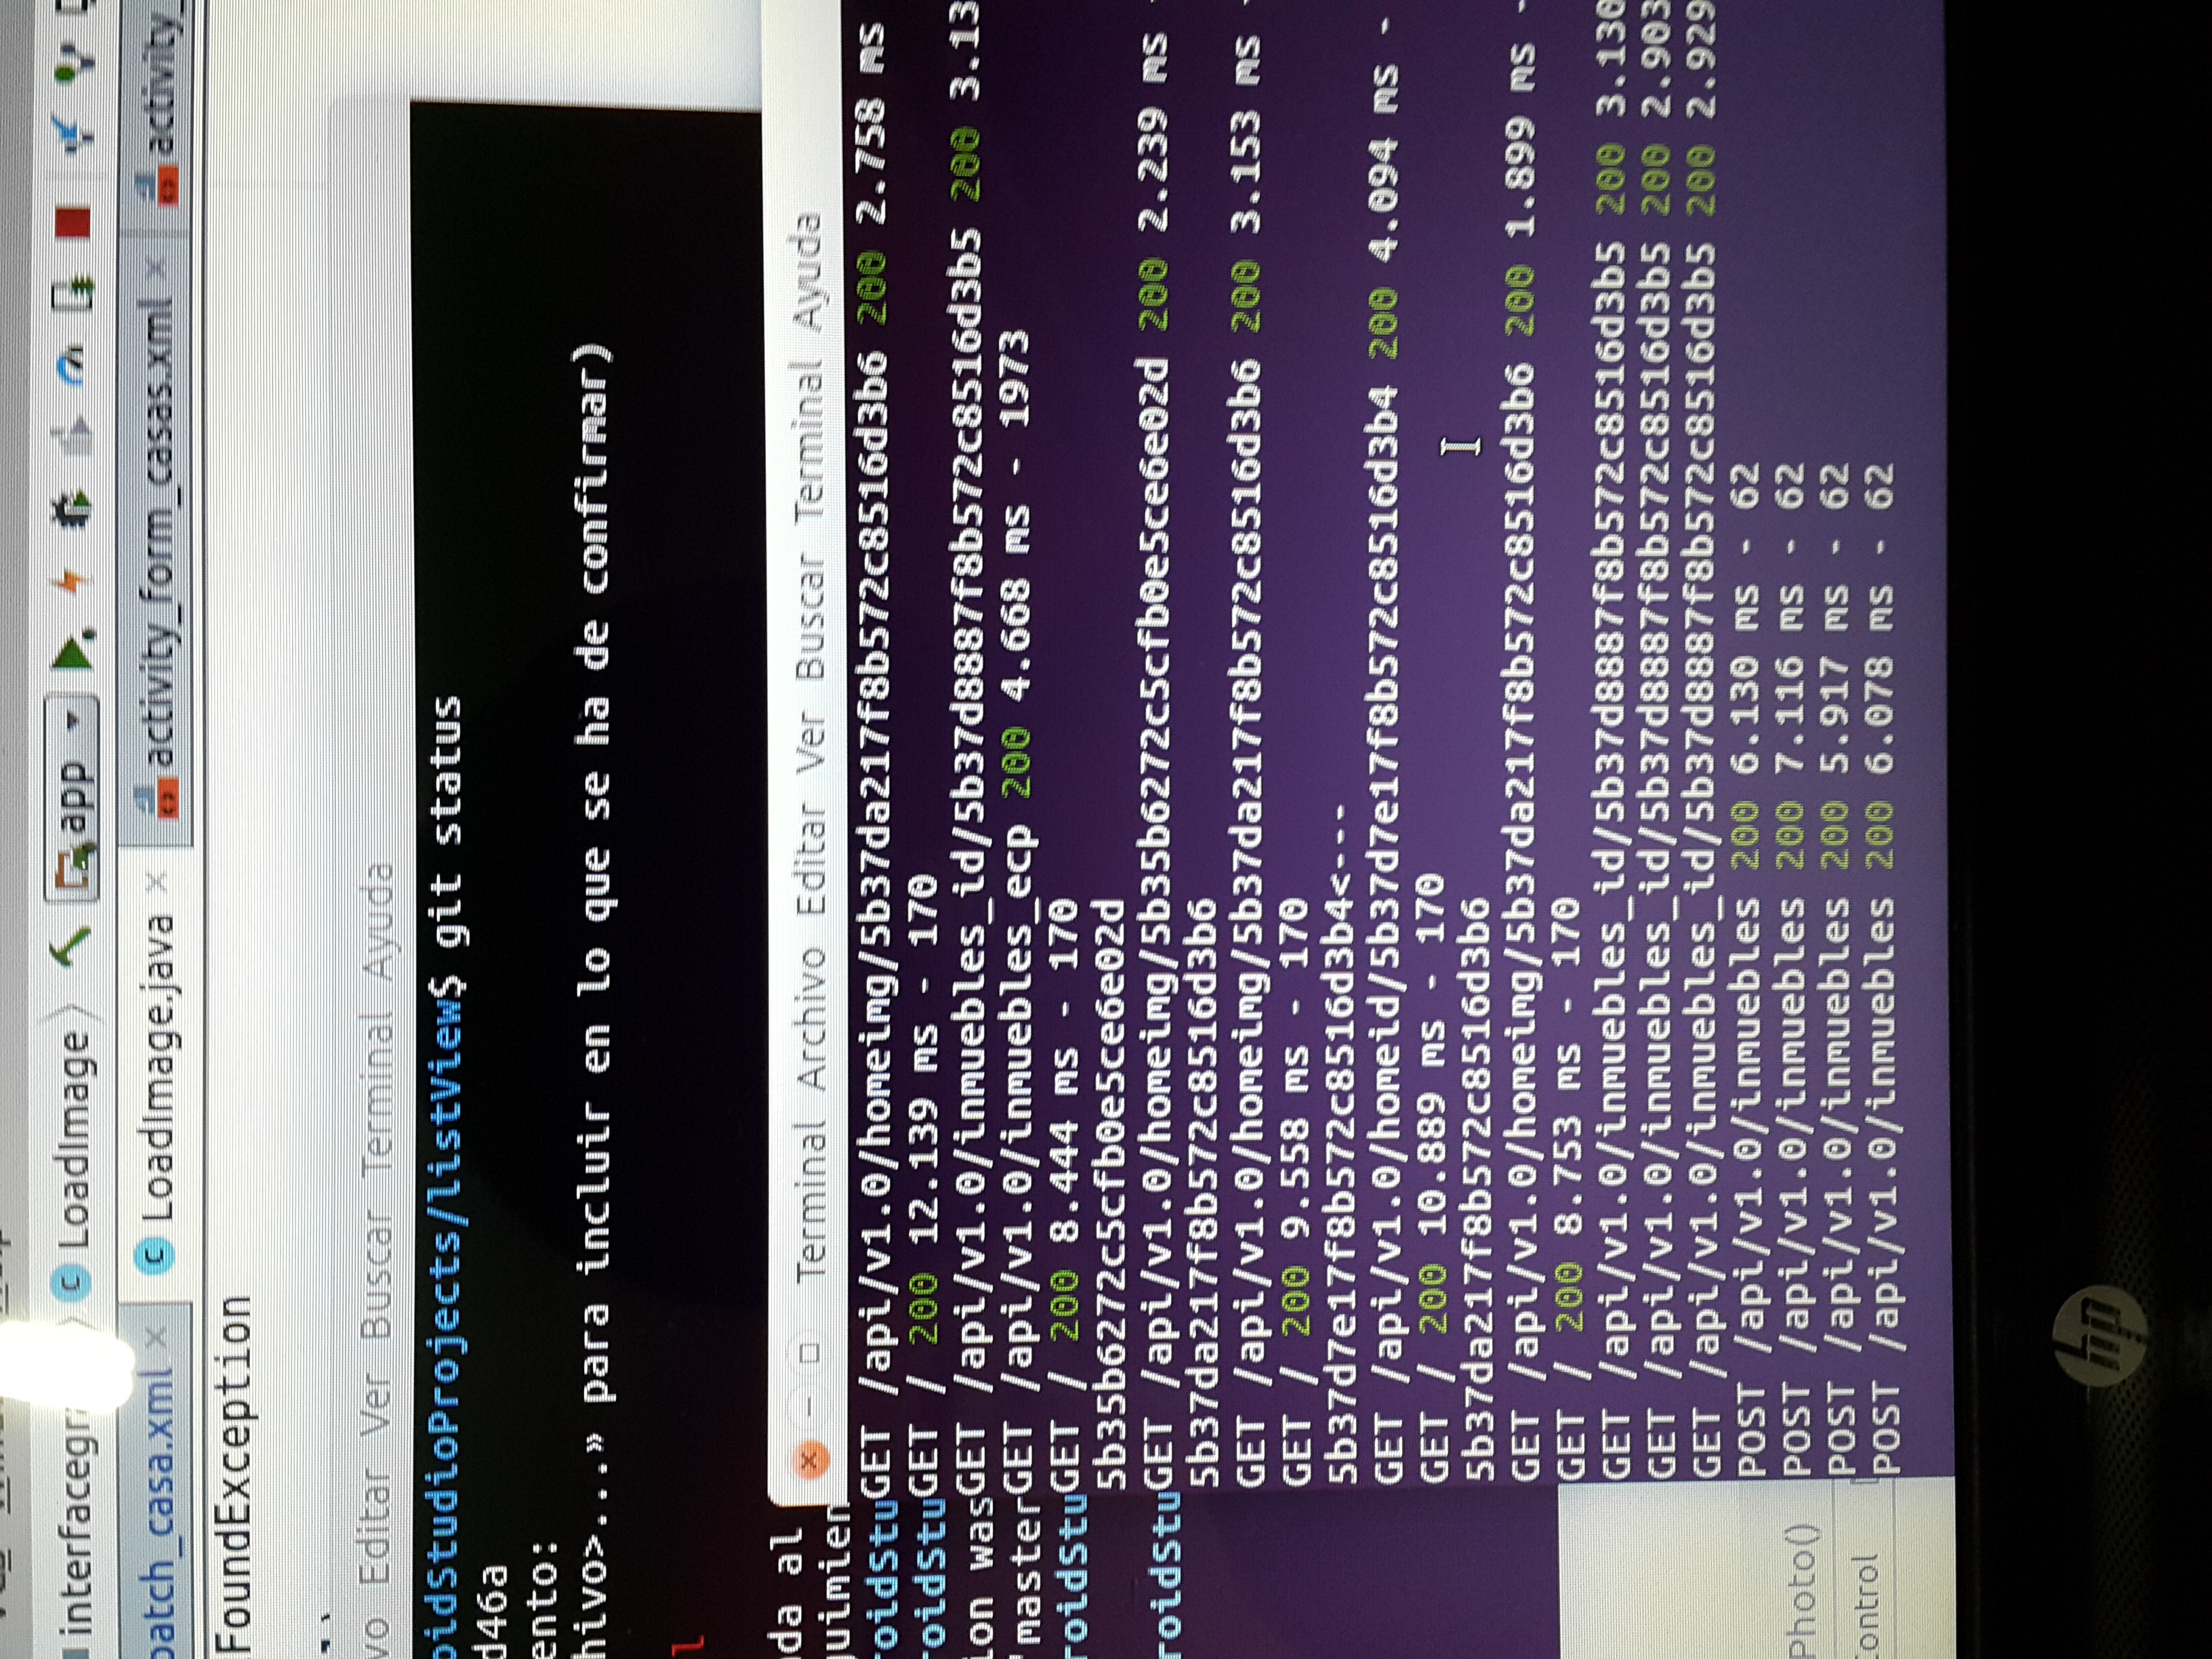 Help
interfacegr
LoadImage
app
patch_casa.xml
LoadImage.java
activity_form_casas.xml
activity_
FoundException
vo Editar Ver Buscar Terminal Ayuda
oidStudioProjects/listView$ git status
d46a
ento:
hivo>...» para incluir en lo que se ha de confirmar)
l
da al
guimien
roidStu
roidStu
ion was
'master
roidStu
roidStu
Terminal Archivo Editar Ver Buscar Terminal Ayuda
GET /api/v1.0/homeimg/5b37da217f8b572c8516d3b6 200 2.758 ms
GET / 200 12.139 ms - 170
GET /api/v1.0/inmuebles_id/5b37d8887f8b572c8516d3b5 200 3.13
GET /api/v1.0/inmuebles_ecp 200 4.668 ms - 1973
GET / 200 8.444 ms - 170
5b35b6272c5cfb0e5ce6e02d
GET /api/v1.0/homeimg/5b35b6272c5cfb0e5ce6e02d 200 2.239 ms -
5b37da217f8b572c8516d3b6
GET /api/v1.0/homeimg/5b37da217f8b572c8516d3b6 200 3.153 ms -
GET / 200 9.558 ms - 170
5b37d7e17f8b572c8516d3b4<---
GET /api/v1.0/homeid/5b37d7e17f8b572c8516d3b4 200 4.094 ms -
GET / 200 10.889 ms - 170
5b37da217f8b572c8516d3b6
GET /api/v1.0/homeimg/5b37da217f8b572c8516d3b6 200 1.899 ms -
GET / 200 8.753 ms - 170
GET /api/v1.0/inmuebles_id/5b37d8887f8b572c8516d3b5 200 3.130
GET /api/v1.0/inmuebles_id/5b37d8887f8b572c8516d3b5 200 2.903
GET /api/v1.0/inmuebles_id/5b37d8887f8b572c8516d3b5 200 2.929
POST /api/v1.0/inmuebles 200 6.130 ms - 62
POST /api/v1.0/inmuebles 200 7.116 ms - 62
POST /api/v1.0/inmuebles 200 5.917 ms - 62
POST /api/v1.0/inmuebles 200 6.078 ms - 62
Photo()
Control
hp